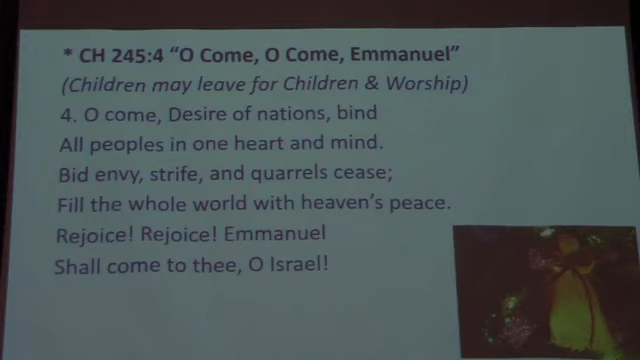 * CH 245:4 “O Come, O Come, Emmanuel”
(Children may leave for Children & Worship)
4. O come, Desire of nations, bind
All peoples in one heart and mind.
Bid envy, strife, and quarrels cease;
Fill the whole world with heaven’s peace.
Rejoice! Rejoice! Emmanuel
Shall come to thee, O Israel!